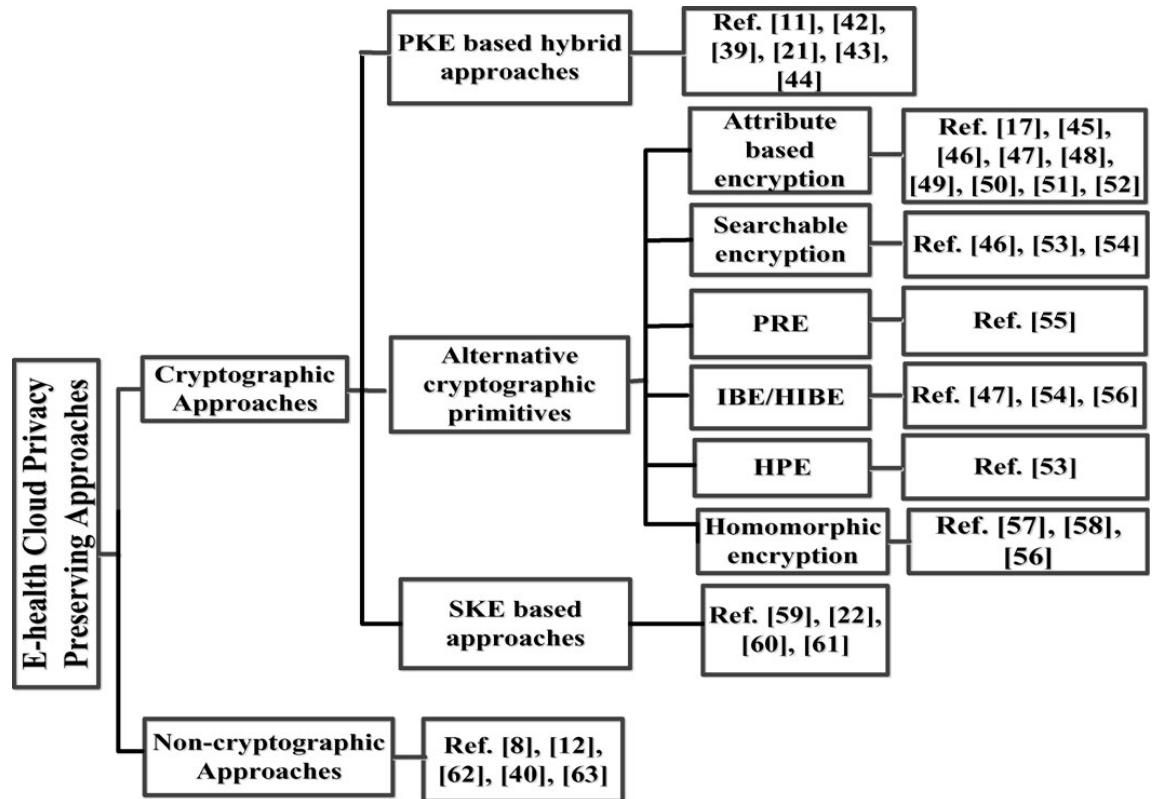 E-health Cloud Privacy
Preserving Approaches
Cryptographic
Approaches
PKE based hybrid
approaches
Ref. [11], [42],
[39], [21], [43],
[44]
Alternative
cryptographic
primitives
Attribute
based
encryption
Ref. [17], [45],
[46], [47], [48],
[49], [50], [51], [52]
Searchable
encryption
Ref. [46], [53], [54]
PRE
Ref. [55]
IBE/HIBE
Ref. [47], [54], [56]
HPE
Ref. [53]
Homomorphic
encryption
Ref. [57], [58],
[56]
SKE based
approaches
Ref. [59], [22],
[60], [61]
Non-cryptographic
Approaches
Ref. [8], [12],
[62], [40], [63]